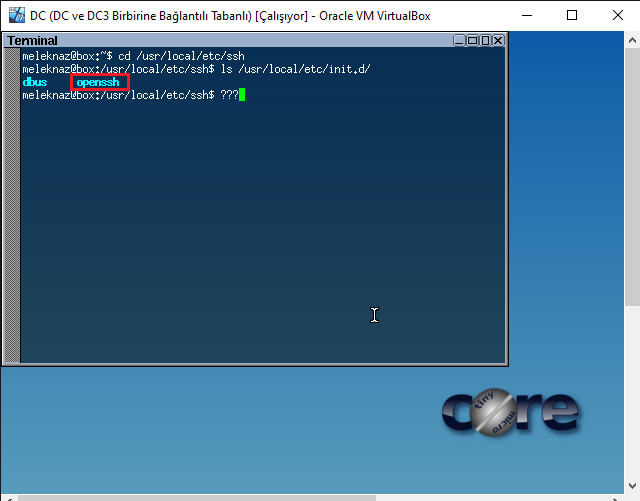 DC (DC ve DC3 Birbirine Bağlantılı Tabanlı) [Çalışıyor] - Oracle VM VirtualBox
Terminal
meleknaz@box:~$ cd /usr/local/etc/ssh
meleknaz@box:/usr/local/etc/ssh$ ls /usr/local/etc/init.d/
dbus openssh
meleknaz@box:/usr/local/etc/ssh$ ???
core
tiny
micro